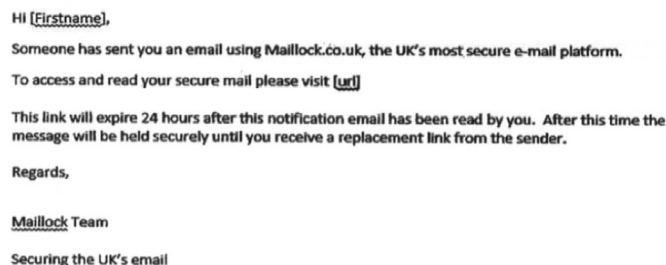 Hi [Firstname],
Someone has sent you an email using Maillock.co.uk, the UK's most secure e-mail platform.
To access and read your secure mail please visit [url]
This link will expire 24 hours after this notification email has been read by you. After this time the
message will be held securely until you receive a replacement link from the sender.
Regards,
Maillock Team
Securing the UK's email